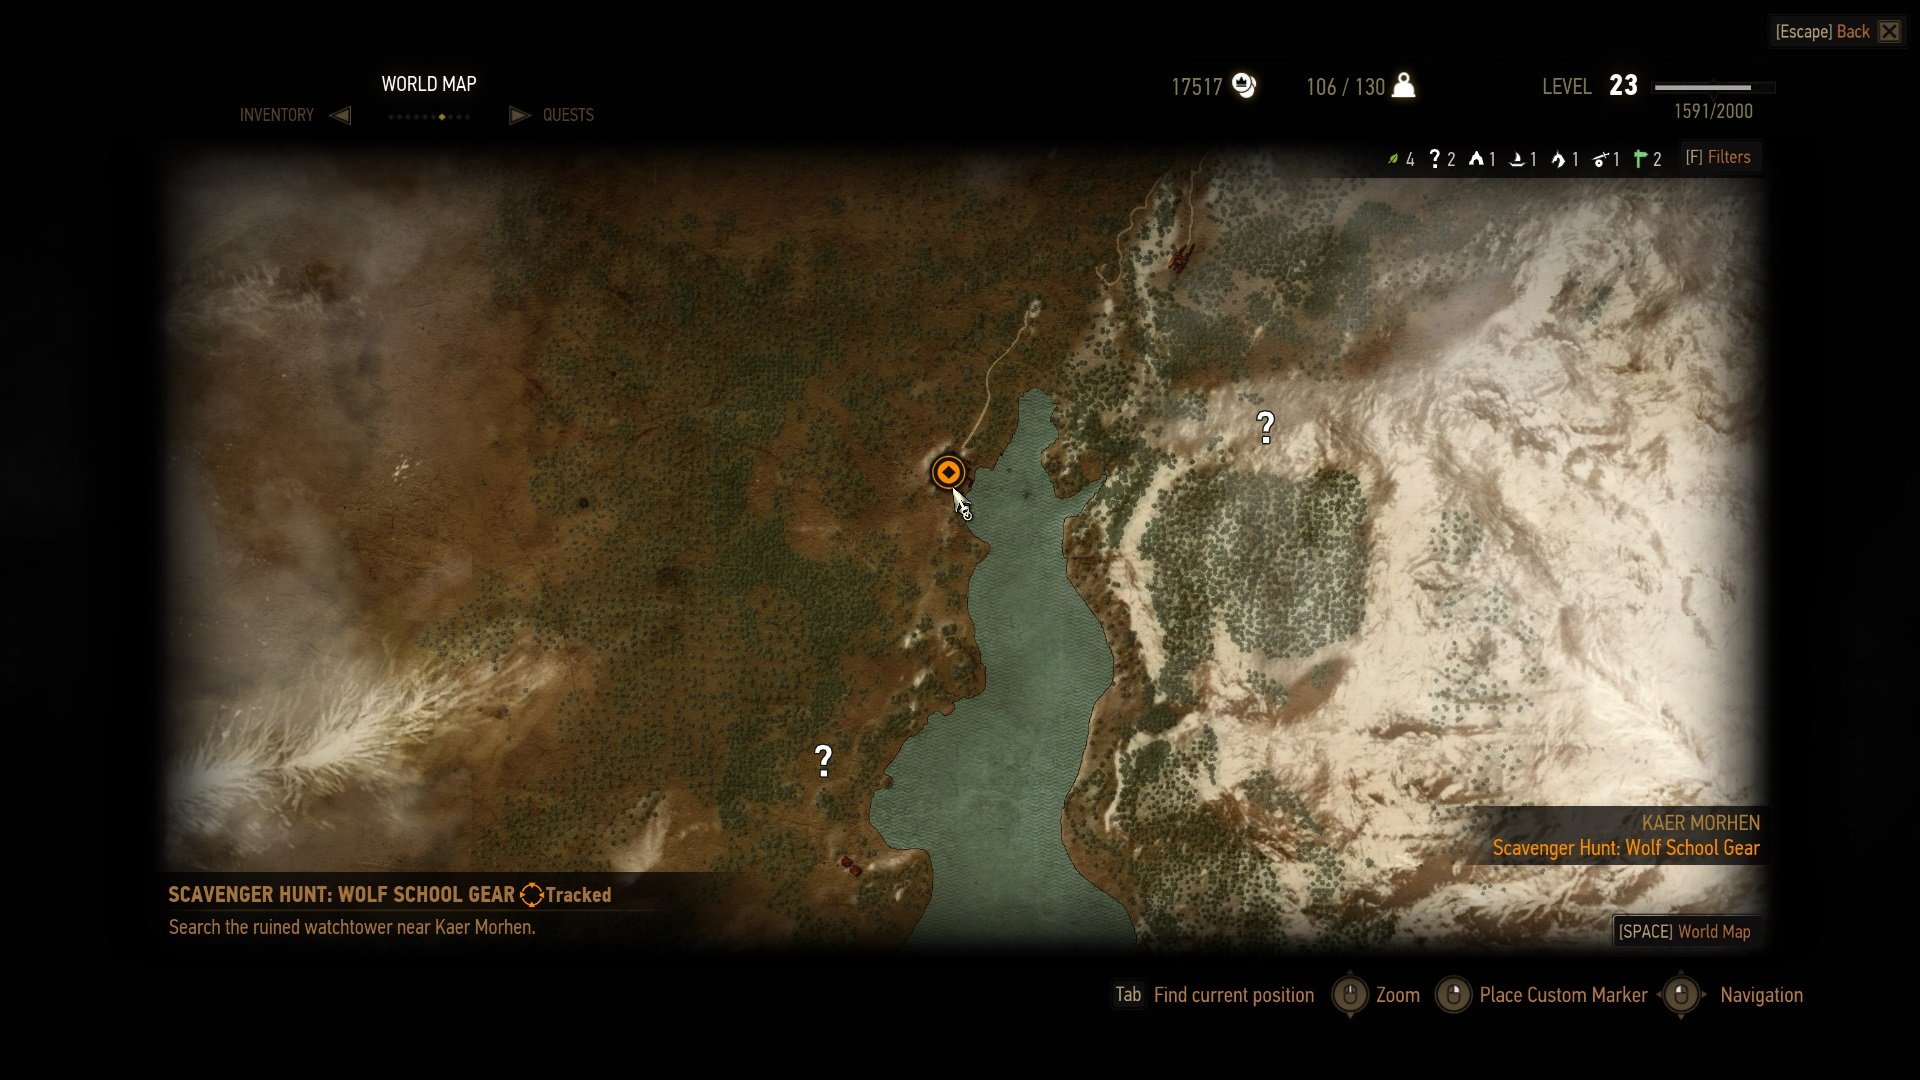 [Escape] Back
WORLD MAP
INVENTORY
QUESTS
17517
106 / 130
LEVEL 23
1591/2000
4 ? 2 1 1 1 1 2
[F] Filters
?
?
KAER MORHEN
Scavenger Hunt: Wolf School Gear
SCAVENGER HUNT: WOLF SCHOOL GEAR Tracked
Search the ruined watchtower near Kaer Morhen.
[SPACE] World Map
Tab Find current position Zoom Place Custom Marker Navigation